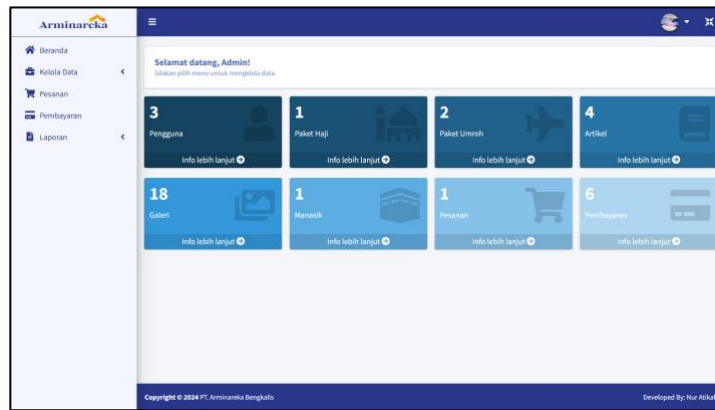 Arminareka
Beranda
Kelola Data
Pesanan
Pembayaran
Laporan
Selamat datang, Admin!
Silakan pilih menu untuk mengelola data.
3
Pengguna
Info lebih lanjut
1
Paket Haji
Info lebih lanjut
2
Paket Umroh
Info lebih lanjut
4
Artikel
Info lebih lanjut
18
Galeri
Info lebih lanjut
1
Manasik
Info lebih lanjut
1
Pesanan
Info lebih lanjut
6
Pembayaran
Info lebih lanjut
Copyright © 2024 PT. Arminareka Bengkalis
Developed By: Nur Atika